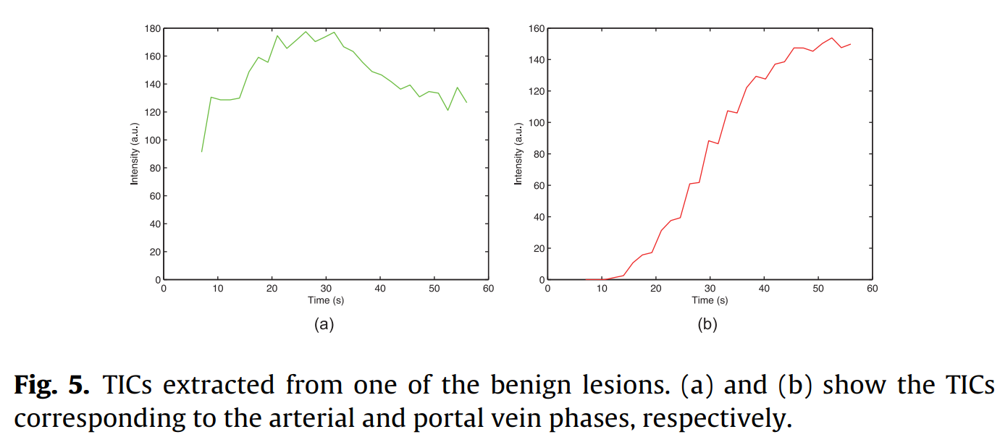 180
160
140
120
100
80
60
40
20
0
Intensity (a.u.)
0 10 20 30 40 50 60
Time (s)
(a)
160
140
120
100
80
60
40
20
0
Intensity (a.u.)
0 10 20 30 40 50 60
Time (s)
(b)
Fig. 5. TICs extracted from one of the benign lesions. (a) and (b) show the TICs
corresponding to the arterial and portal vein phases, respectively.